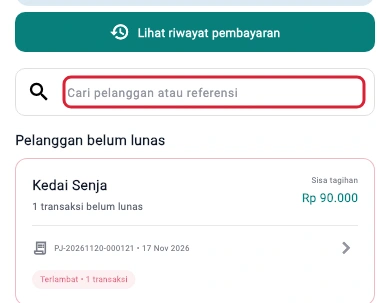 Lihat riwayat pembayaran
Cari pelanggan atau referensi
Pelanggan belum lunas
Kedai Senja
Sisa tagihan
1 transaksi belum lunas
Rp 90.000
PJ-20261120-000121 • 17 Nov 2026
Terlambat • 1 transaksi